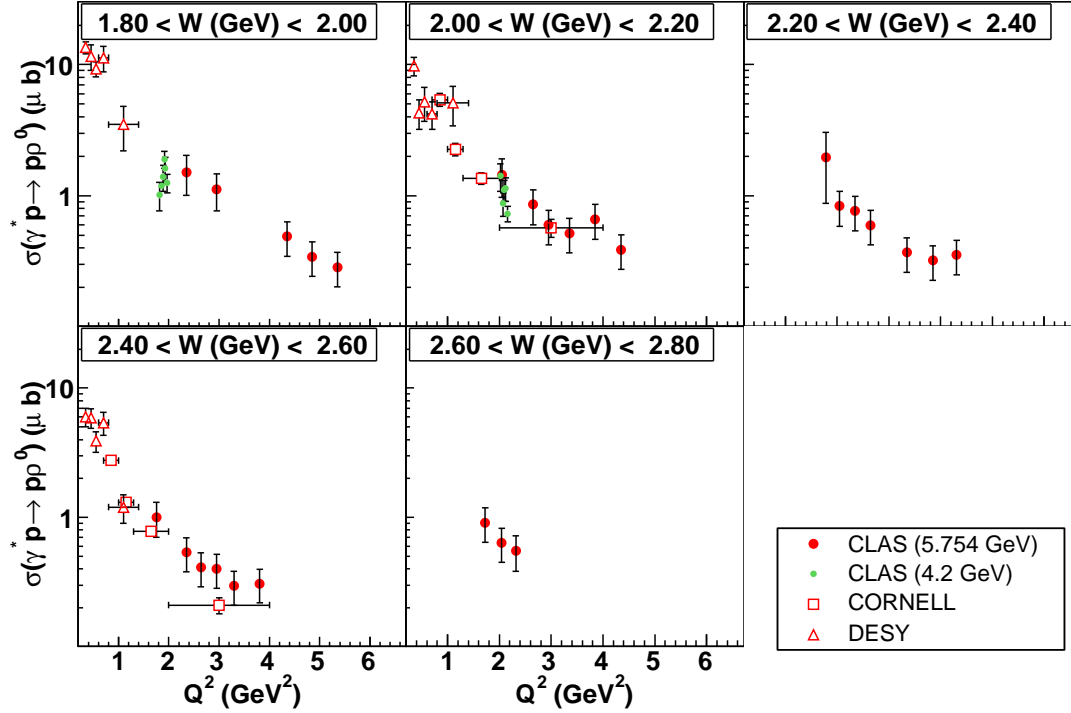 1.80 < W (GeV) < 2.00
2.00 < W (GeV) < 2.20
2.20 < W (GeV) < 2.40
σ(γ* p→ pρ⁰) (μ b)
10
1
2.40 < W (GeV) < 2.60
2.60 < W (GeV) < 2.80
σ(γ* p→ pρ⁰) (μ b)
10
1
1 2 3 4 5 6
1 2 3 4 5 6
Q² (GeV²)
Q² (GeV²)
CLAS (5.754 GeV)
CLAS (4.2 GeV)
CORNELL
DESY